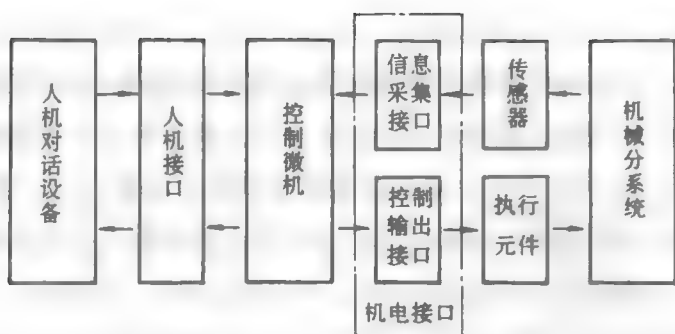 人机对话设备
人机接口
控制微机
信息
采集
接口
传感器
机械分系统
控制
输出
接口
执行
元件
机电接口